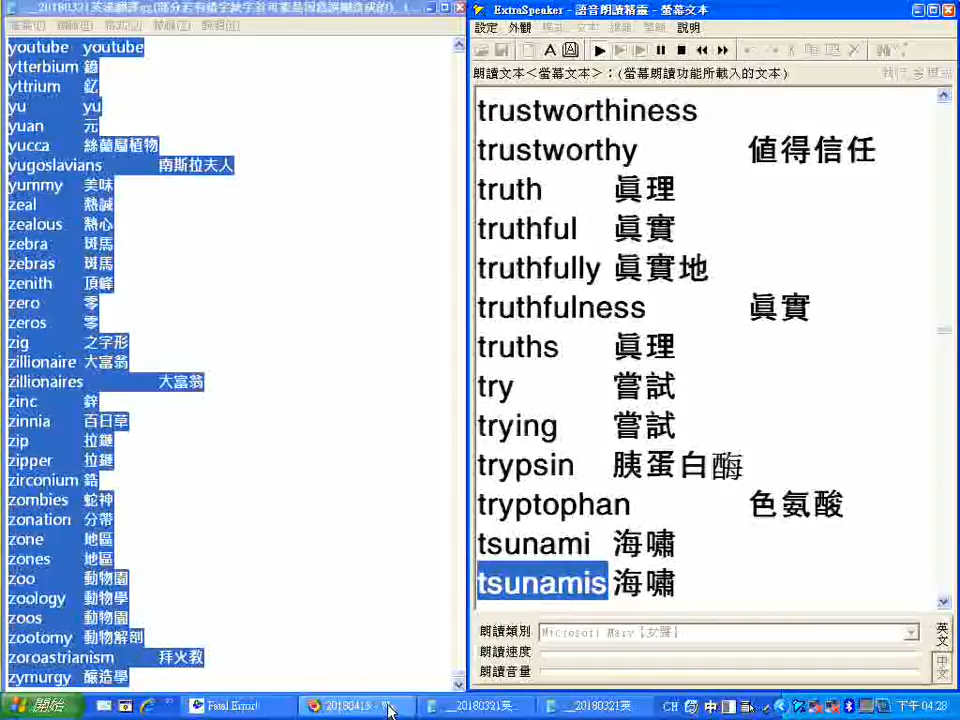 youtube youtube
ytterbium 鐿
yttrium 釔
yu yu
yuan 元
yucca 絲蘭屬植物
yugoslavians 南斯拉夫人
yummy 美味
zeal 熱誠
zealous 熱心
zebra 斑馬
zebras 斑馬
zenith 頂峰
zero 零
zeros 零
zig 之字形
zillionaire 大富翁
zillionaires 大富翁
zinc 鋅
zinnia 百日草
zip 拉鏈
zipper 拉鏈
zirconium 鋯
zombies 蛇神
zonation 分帶
zone 地區
zones 地區
zoo 動物園
zoology 動物學
zoos 動物園
zootomy 動物解剖
zoroastrianism 拜火教
zymurgy 釀造學
ExtraSpeaker - 語音朗讀精靈 - 螢幕文本
設定 外觀 說明
朗讀文本<螢幕文本>:(螢幕朗讀功能所載入的文本)
trustworthiness
trustworthy 值得信任
truth 眞理
truthful 眞實
truthfully 眞實地
truthfulness 眞實
truths 眞理
try 嘗試
trying 嘗試
trypsin 胰蛋白酶
tryptophan 色氨酸
tsunami 海嘯
tsunamis 海嘯
朗讀類別 Microsoft Mary【女聲】
朗讀速度
朗讀音量
英文
中文
開始 Fatal Error! 20180413 - __20180321英... __20180321英 CH 中 下午 04:28